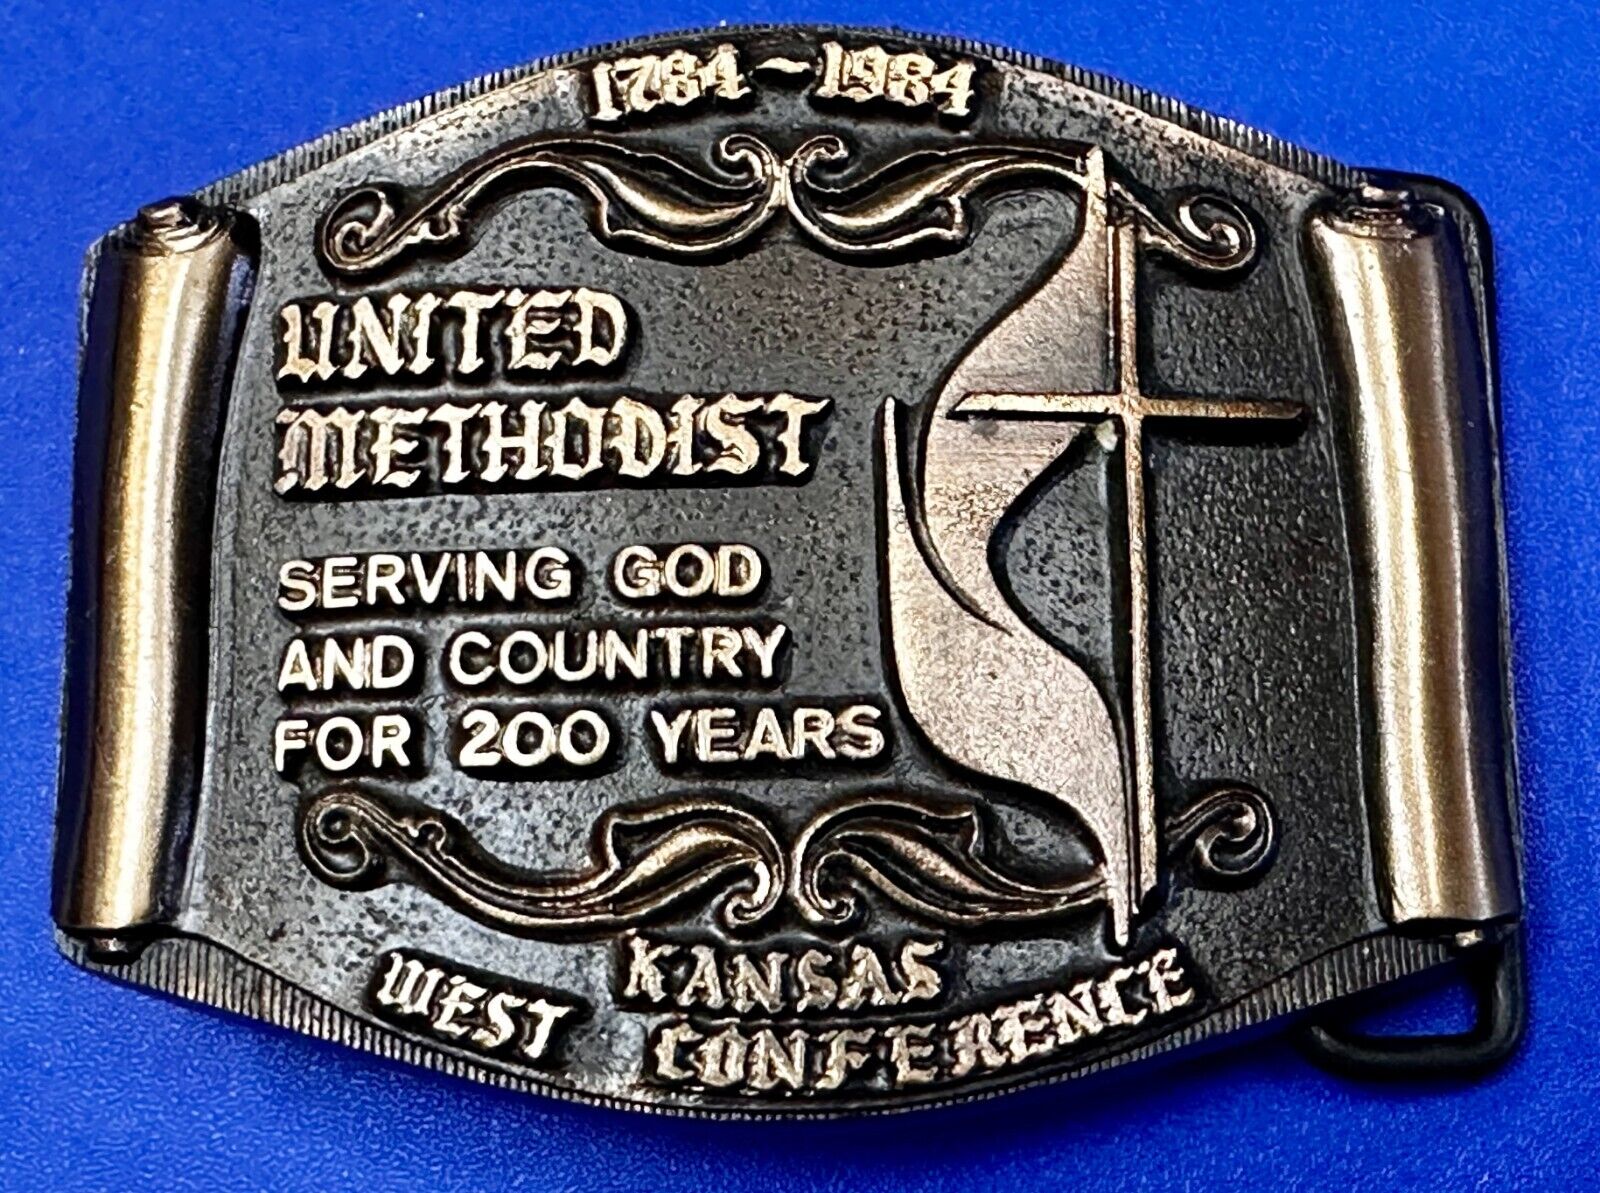 1784-1984
UNITED
METHODIST
SERVING GOD
AND COUNTRY
FOR 200 YEARS
WEST KANSAS
CONFERENCE